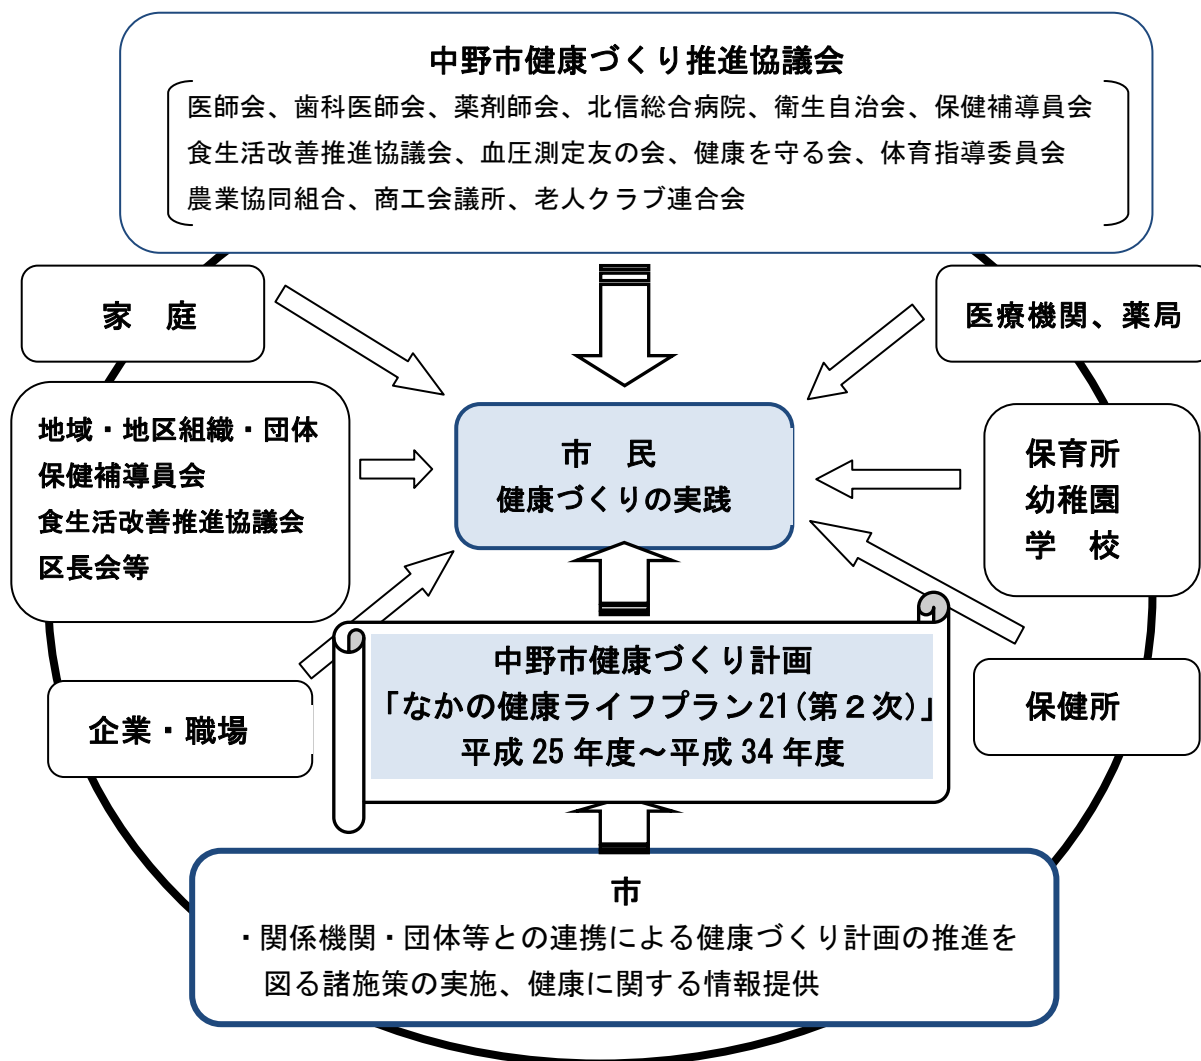 中野市健康づくり推進協議会
医師会、歯科医師会、薬剤師会、北信総合病院、衛生自治会、保健補導員会
食生活改善推進協議会、血圧測定友の会、健康を守る会、体育指導委員会
農業協同組合、商工会議所、老人クラブ連合会
家　庭
医療機関、薬局
地域・地区組織・団体
保健補導員会
食生活改善推進協議会
区長会等
市　民
健康づくりの実践
保育所
幼稚園
学　校
企業・職場
中野市健康づくり計画
「なかの健康ライフプラン21(第２次)」
平成 25 年度～平成 34 年度
保健所
市
・関係機関・団体等との連携による健康づくり計画の推進を
図る諸施策の実施、健康に関する情報提供